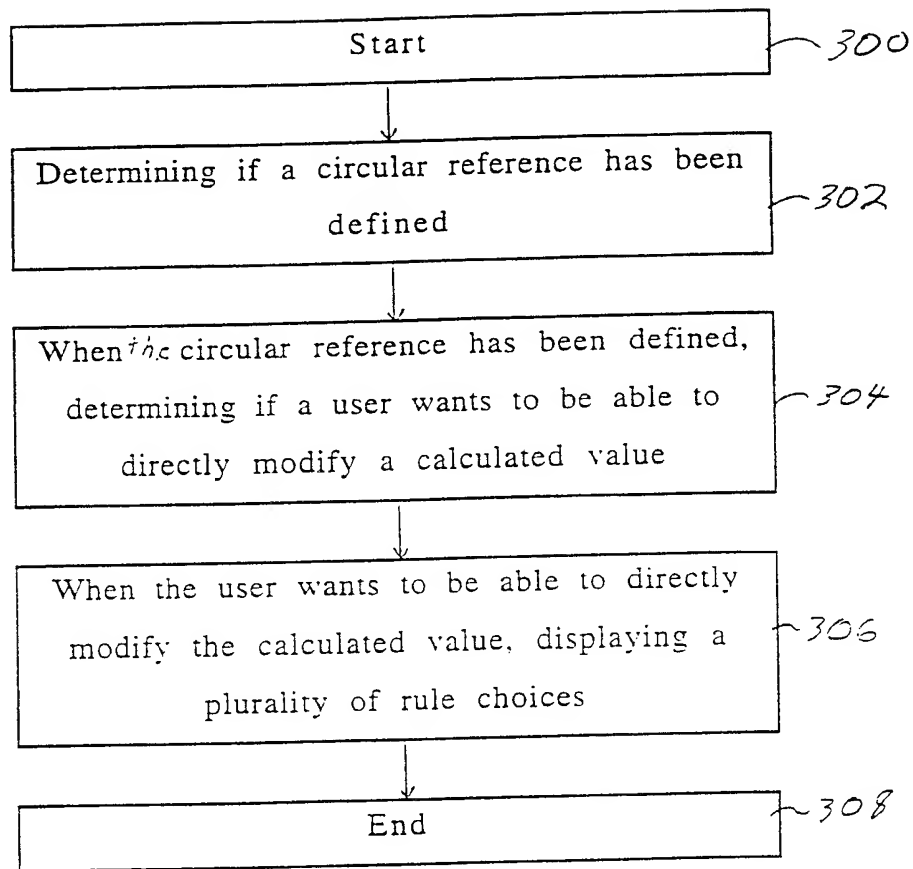 Start
300
Determining if a circular reference has been
defined
302
When the circular reference has been defined,
determining if a user wants to be able to
directly modify a calculated value
304
When the user wants to be able to directly
modify the calculated value, displaying a
plurality of rule choices
306
End
308